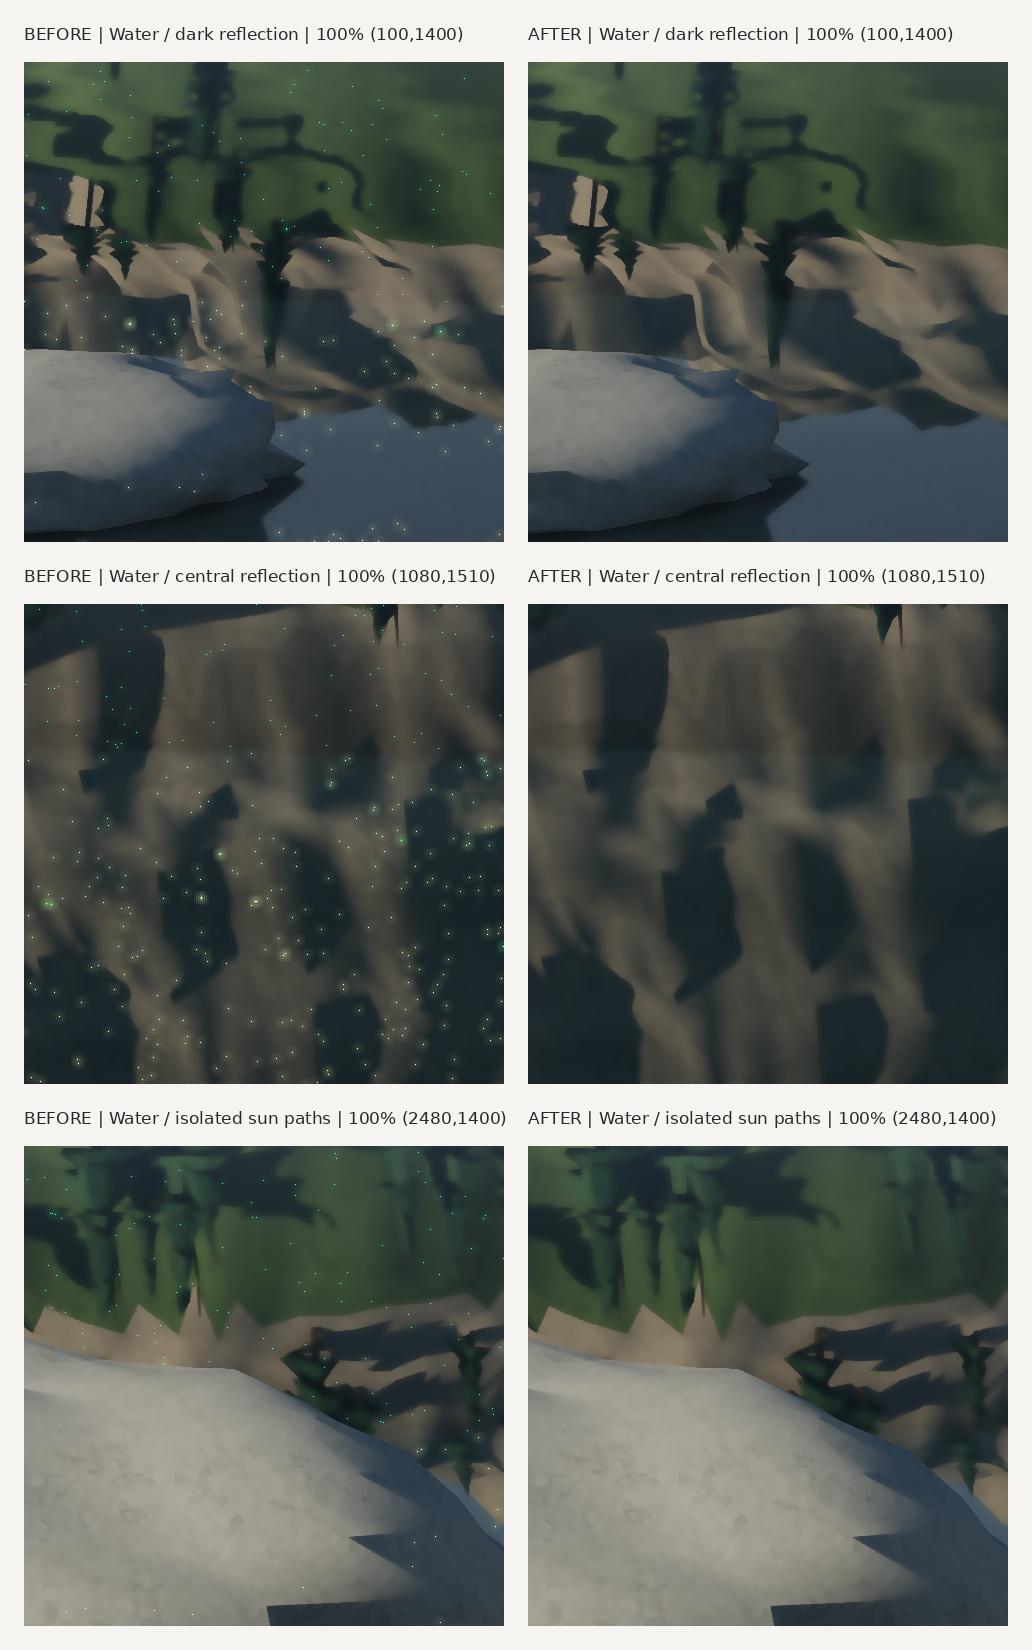 BEFORE | Water / dark reflection | 100% (100,1400)
AFTER | Water / dark reflection | 100% (100,1400)
BEFORE | Water / central reflection | 100% (1080,1510)
AFTER | Water / central reflection | 100% (1080,1510)
BEFORE | Water / isolated sun paths | 100% (2480,1400)
AFTER | Water / isolated sun paths | 100% (2480,1400)